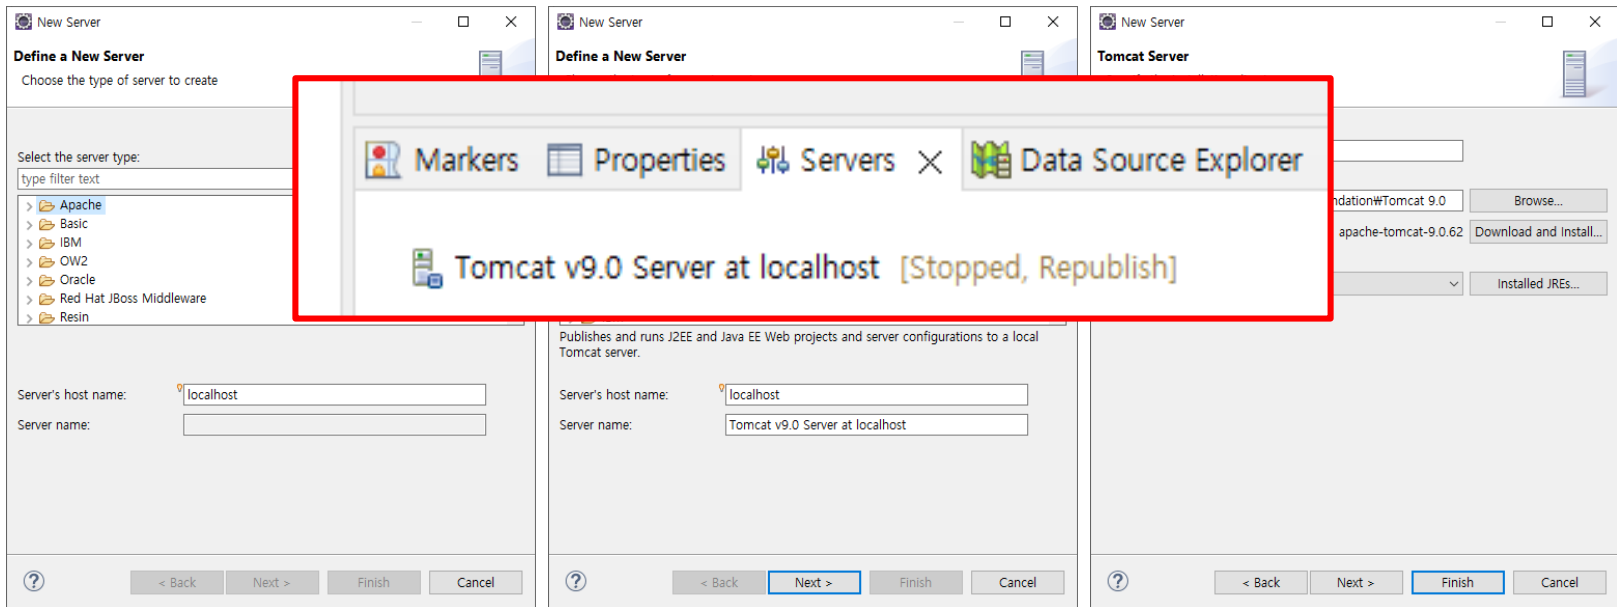 New Server
Define a New Server
Choose the type of server to create
Select the server type:
type filter text
Apache
Basic
IBM
OW2
Oracle
Red Hat JBoss Middleware
Resin
Server's host name:
localhost
Server name:
< Back
Next >
Finish
Cancel
Markers
Properties
Servers
Data Source Explorer
Tomcat v9.0 Server at localhost [Stopped, Republish]
New Server
Define a New Server
Publishes and runs J2EE and Java EE Web projects and server configurations to a local
Tomcat server.
Server's host name:
localhost
Server name:
Tomcat v9.0 Server at localhost
< Back
Next >
Finish
Cancel
New Server
Tomcat Server
ndation₩Tomcat 9.0
Browse...
apache-tomcat-9.0.62
Download and Install...
Installed JREs...
< Back
Next >
Finish
Cancel